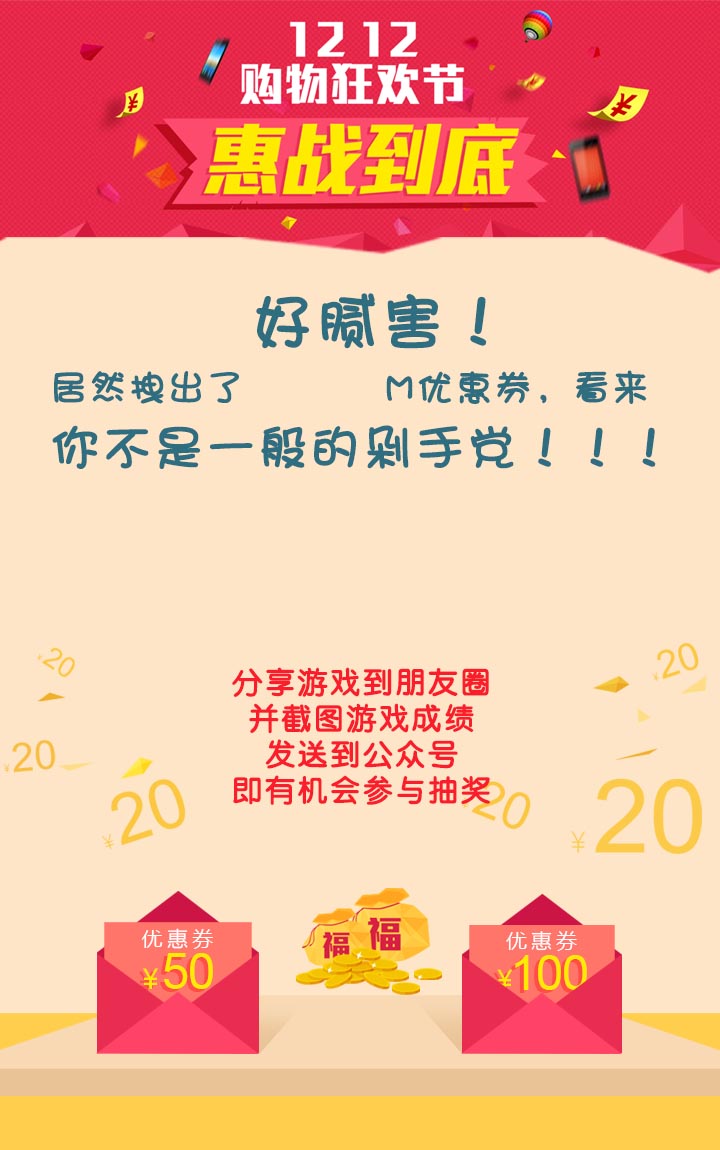 12 12
购物狂欢节
惠战到底
¥
¥
好腻害！
居然拽出了 M优惠券，看来
你不是一般的剁手党！！！
¥20
¥20
分享游戏到朋友圈
并截图游戏成绩
¥20
发送到公众号
即有机会参与抽奖
¥20
20
¥20
福
福
优惠券
¥50
优惠券
¥100